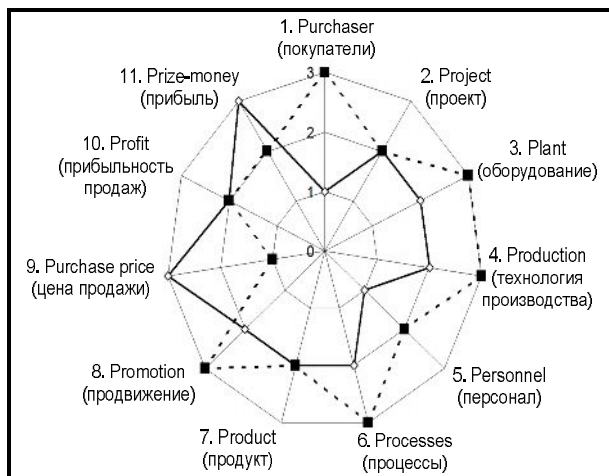 1. Purchaser
(покупатели)
2. Project
(проект)
3. Plant
(оборудование)
4. Production
(технология
производства)
5. Personnel
(персонал)
6. Processes
(процессы)
7. Product
(продукт)
8. Promotion
(продвижение)
9. Purchase price
(цена продажи)
10. Profit
(прибыльность
продаж)
11. Prize-money
(прибыль)
3
2
1
0